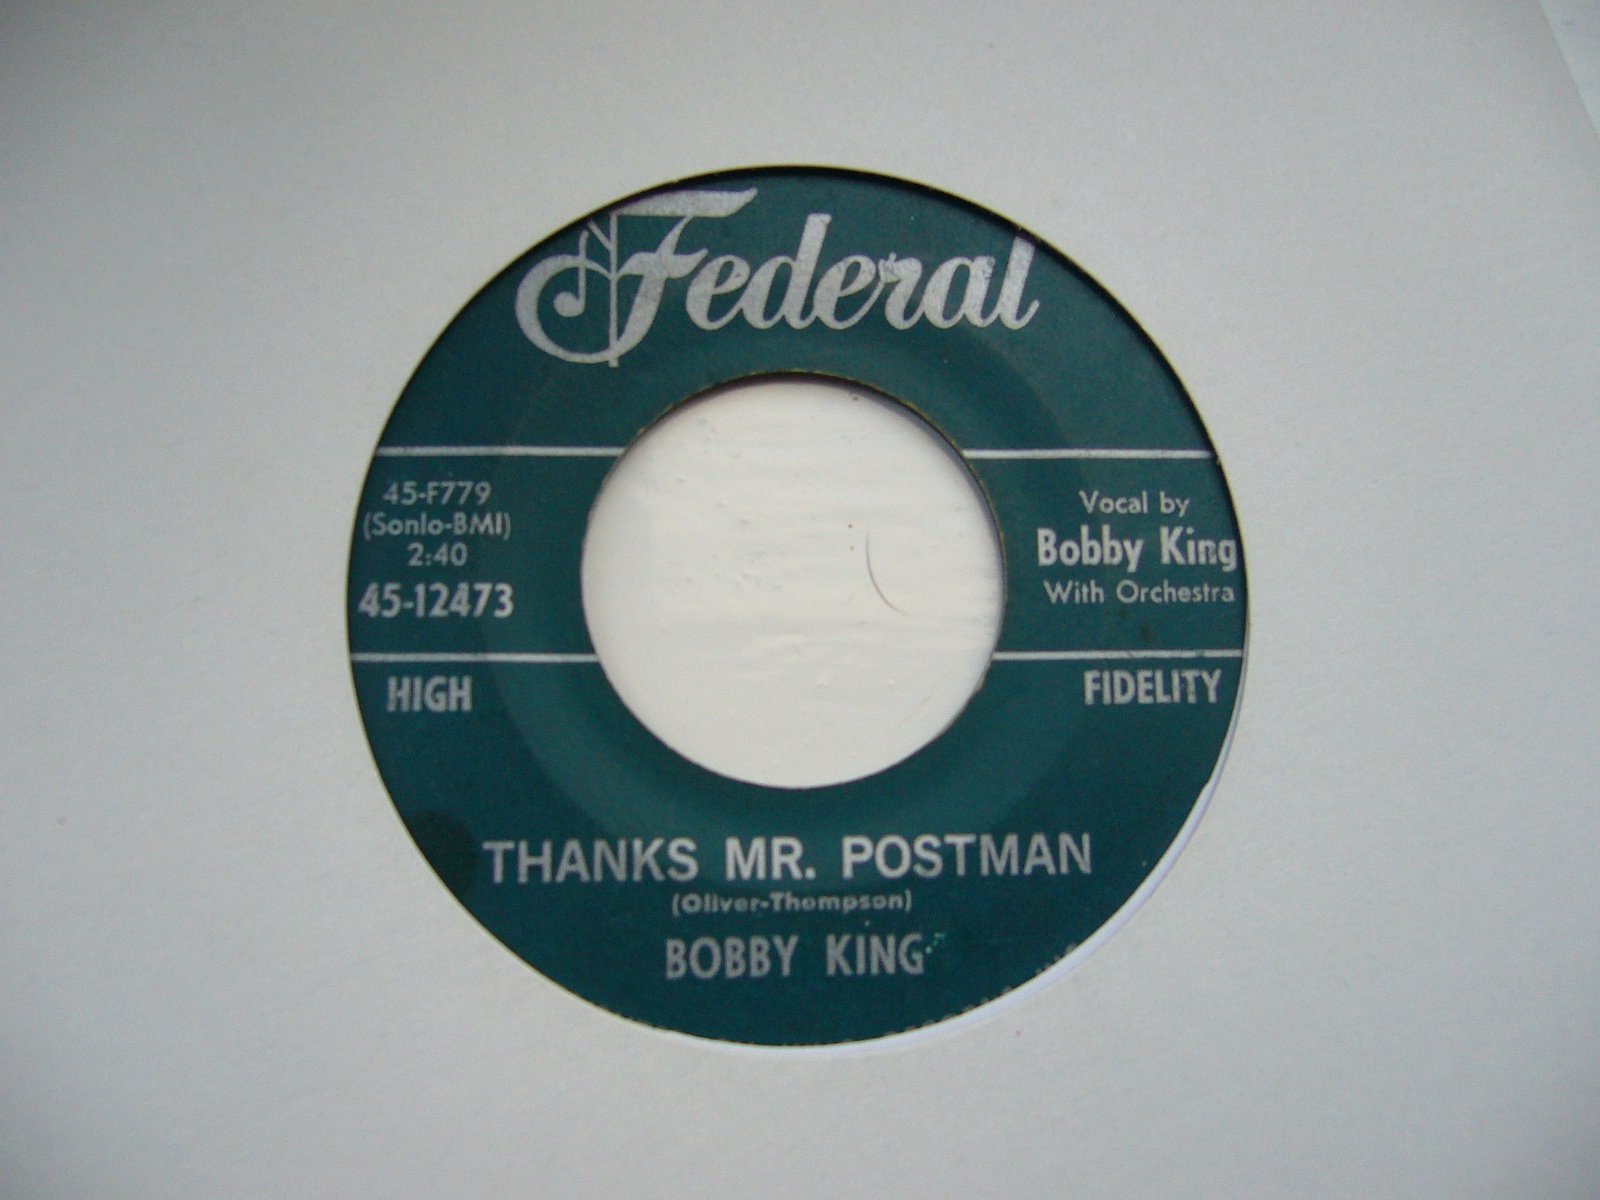 Federal
45-F779
(Sonlo-BMI)
2:40
45-12473
Vocal by
Bobby King
With Orchestra
HIGH FIDELITY
THANKS MR. POSTMAN
(Oliver-Thompson)
BOBBY KING